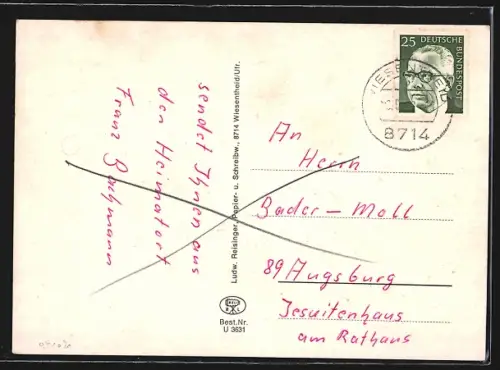 sendet Ihnen aus
der Heimatort
Franz Bachmann
Ludw. Reisinger, Papier- u. Schreibw., 8714 Wiesentheid/Ufr.
Best.Nr.
U 3631
25 DEUTSCHE
BUNDESPOST
8714
An
Herrn
Bader – Moll
89 Augsburg
Jesuitenhaus
am Rathaus